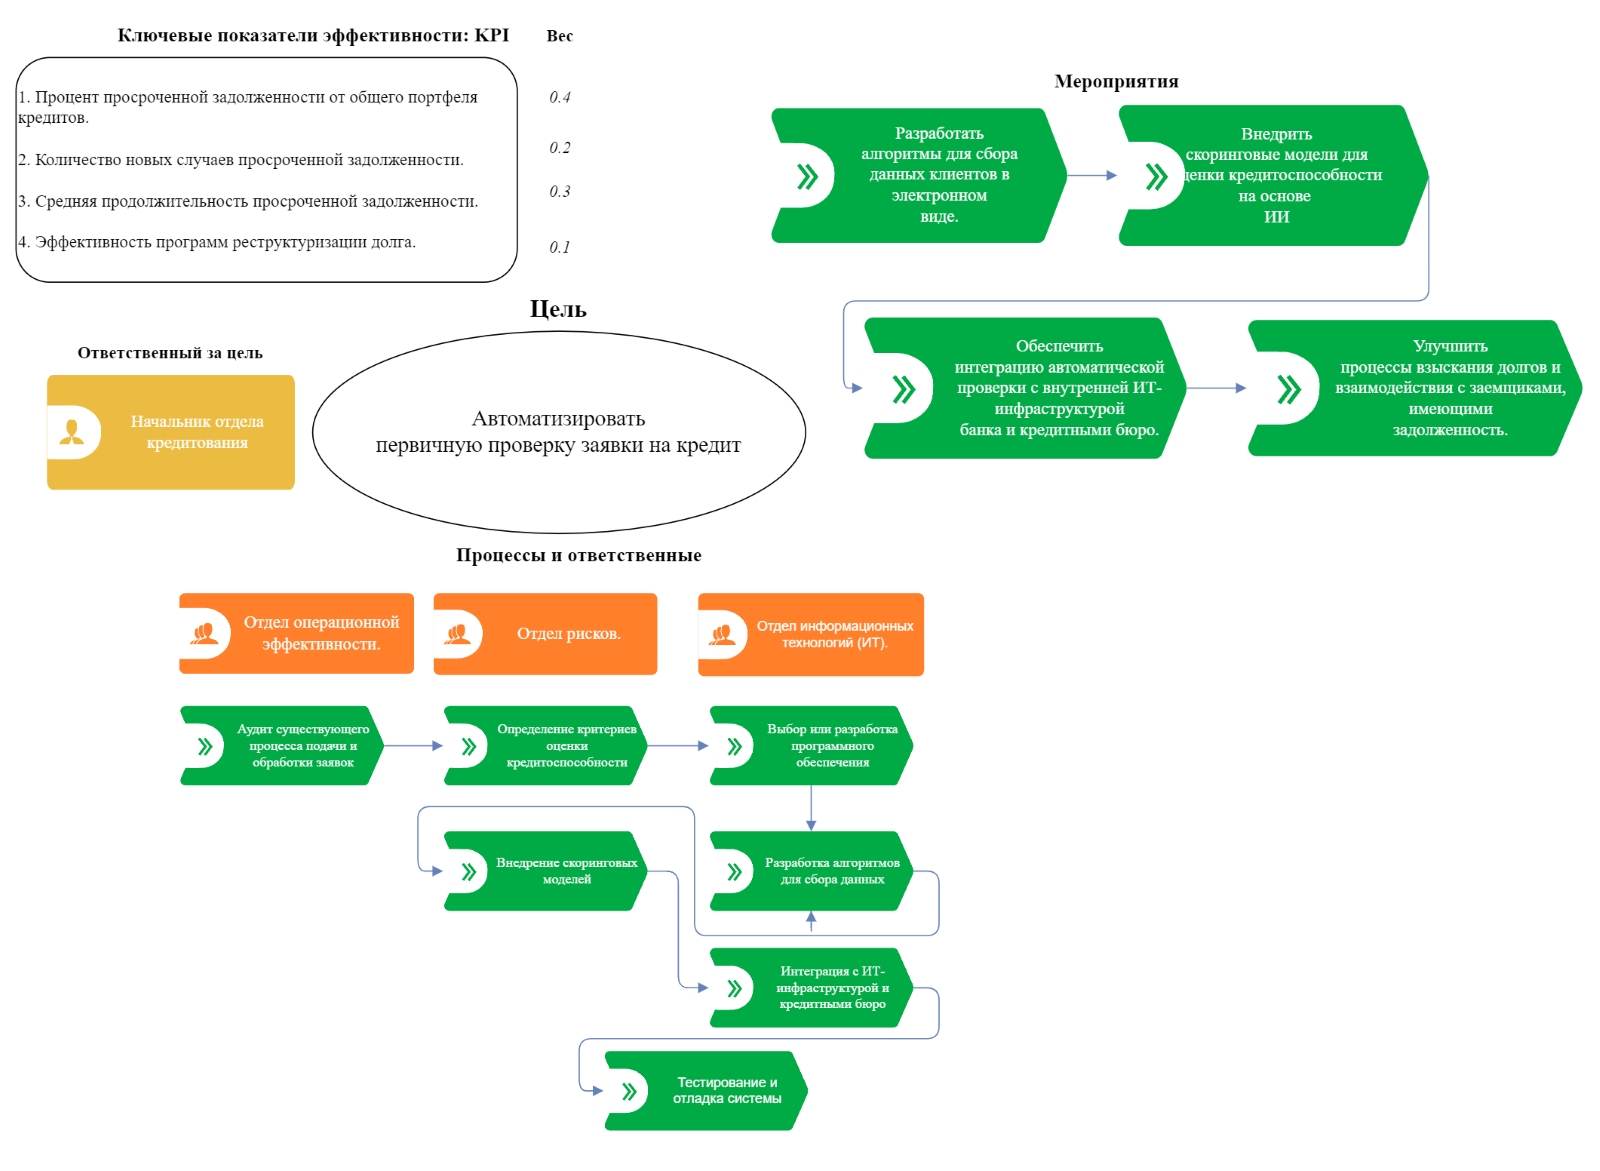 Ключевые показатели эффективности: KPI
Вес
1. Процент просроченной задолженности от общего портфеля
кредитов.
0.4
2. Количество новых случаев просроченной задолженности.
0.2
3. Средняя продолжительность просроченной задолженности.
0.3
4. Эффективность программ реструктуризации долга.
0.1
Мероприятия
Разработать
алгоритмы для сбора
данных клиентов в
электронном
виде.
Внедрить
скоринговые модели для
ценки кредитоспособности
на основе
ИИ
Обеспечить
интеграцию автоматической
проверки с внутренней ИТ-
инфраструктурой
банка и кредитными бюро.
Улучшить
процессы взыскания долгов и
взаимодействия с заемщиками,
имеющими
задолженность.
Цель
Автоматизировать
первичную проверку заявки на кредит
Ответственный за цель
Начальник отдела
кредитования
Процессы и ответственные
Отдел операционной
эффективности.
Отдел рисков.
Отдел информационных
технологий (ИТ).
Аудит существующего
процесса подачи и
обработки заявок
Определение критериев
оценки
кредитоспособности
Выбор или разработка
программного
обеспечения
Внедрение скоринговых
моделей
Разработка алгоритмов
для сбора данных
Интеграция с ИТ-
инфраструктурой и
кредитными бюро
Тестирование и
отладка системы